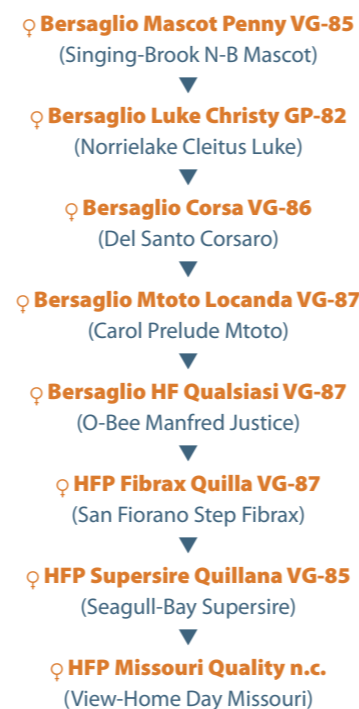 ♀ Bersaglio Mascot Penny VG-85
(Singing-Brook N-B Mascot)
▼
♀ Bersaglio Luke Christy GP-82
(Norrielake Cleitus Luke)
▼
♀ Bersaglio Corsa VG-86
(Del Santo Corsaro)
▼
♀ Bersaglio Mtoto Locanda VG-87
(Carol Prelude Mtoto)
▼
♀ Bersaglio HF Qualsiasi VG-87
(O-Bee Manfred Justice)
▼
♀ HFP Fibrax Quilla VG-87
(San Fiorano Step Fibrax)
▼
♀ HFP Supersire Quillana VG-85
(Seagull-Bay Supersire)
▼
♀ HFP Missouri Quality n.c.
(View-Home Day Missouri)